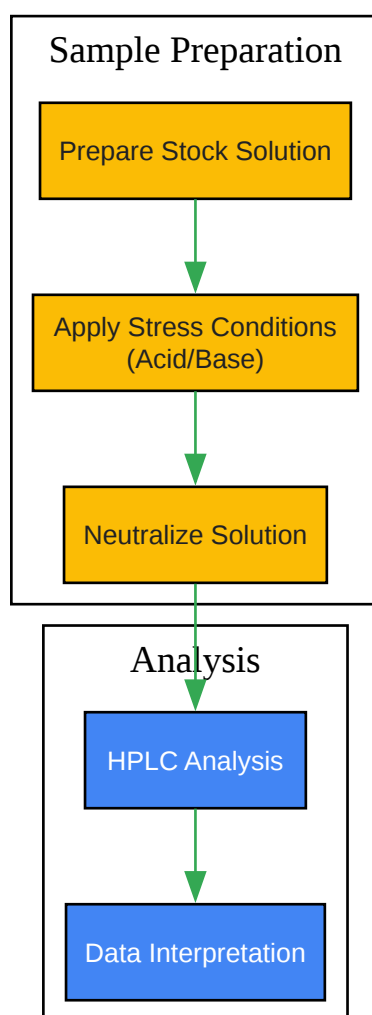 Sample Preparation
Prepare Stock Solution
Apply Stress Conditions
(Acid/Base)
Neutralize Solution
Analysis
HPLC Analysis
Data Interpretation